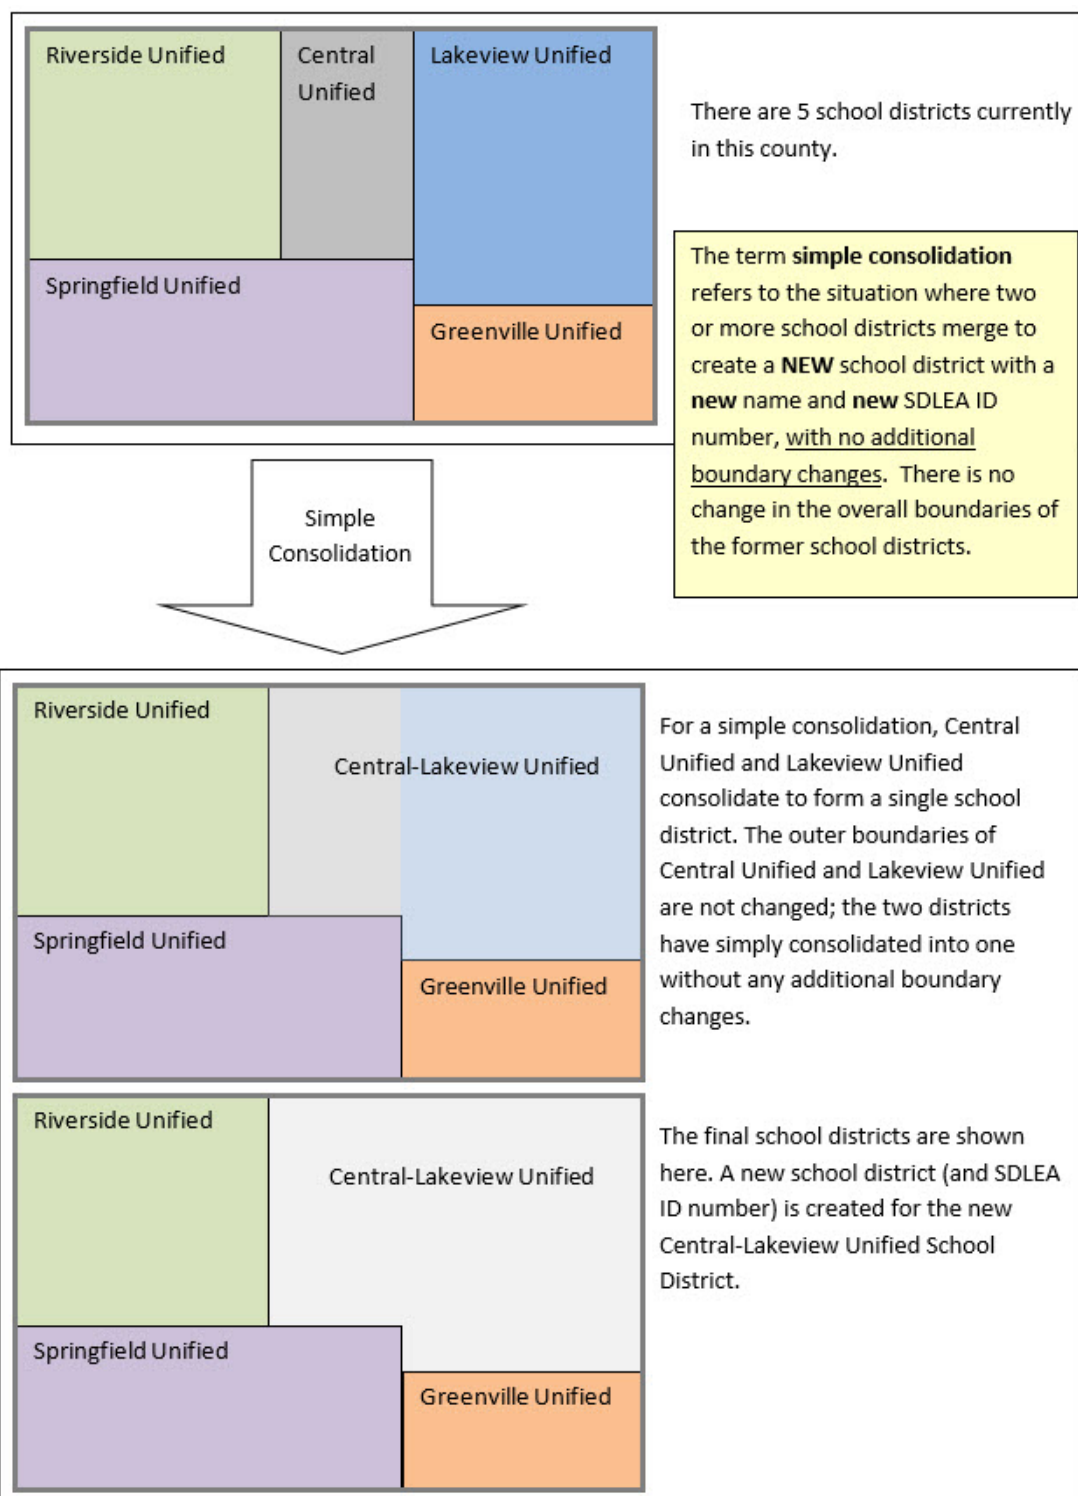 Riverside Unified
Central
Unified
Lakeview Unified
Springfield Unified
Greenville Unified
There are 5 school districts currently
in this county.
The term simple consolidation
refers to the situation where two
or more school districts merge to
create a NEW school district with a
new name and new SDLEA ID
number, with no additional
boundary changes.  There is no
change in the overall boundaries of
the former school districts.
Simple
Consolidation
Riverside Unified
Central-Lakeview Unified
Springfield Unified
Greenville Unified
For a simple consolidation, Central
Unified and Lakeview Unified
consolidate to form a single school
district. The outer boundaries of
Central Unified and Lakeview Unified
are not changed; the two districts
have simply consolidated into one
without any additional boundary
changes.
Riverside Unified
Central-Lakeview Unified
Springfield Unified
Greenville Unified
The final school districts are shown
here. A new school district (and SDLEA
ID number) is created for the new
Central-Lakeview Unified School
District.